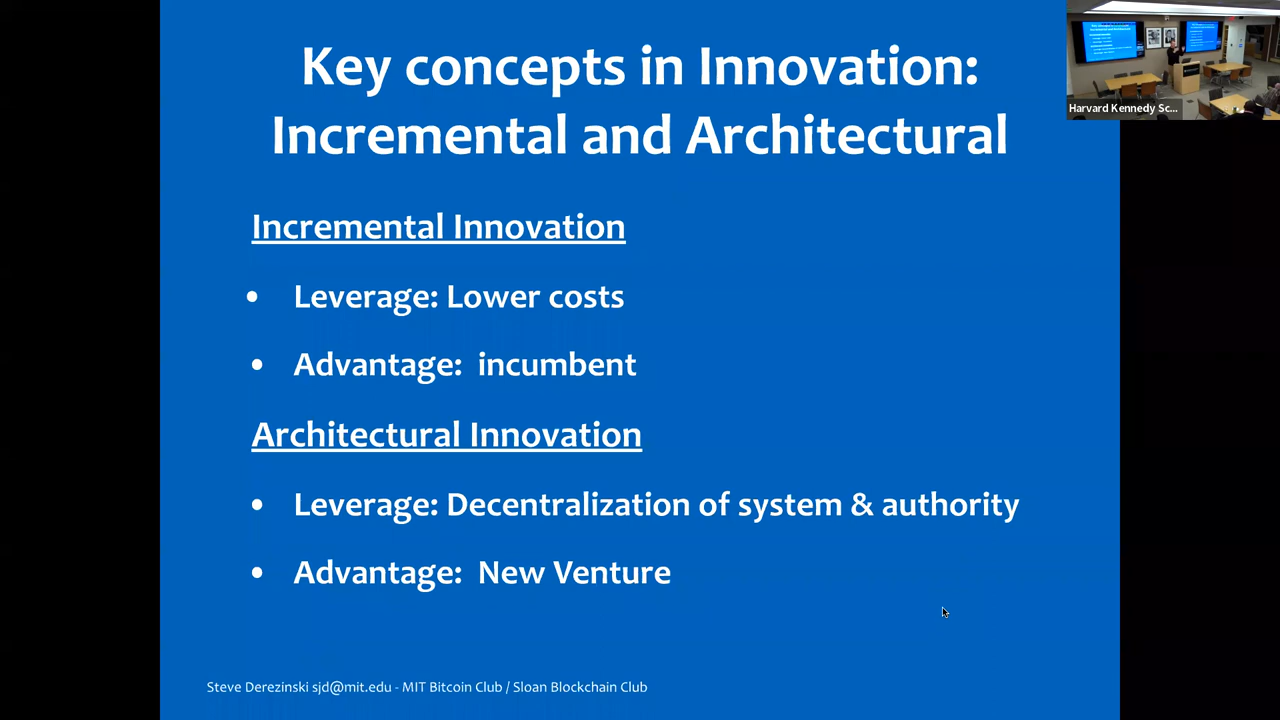 Key concepts in Innovation:
Incremental and Architectural
Incremental Innovation
• Leverage: Lower costs
• Advantage: incumbent
Architectural Innovation
• Leverage: Decentralization of system & authority
• Advantage: New Venture
Steve Derezinski sjd@mit.edu - MIT Bitcoin Club / Sloan Blockchain Club
Harvard Kennedy Sc...